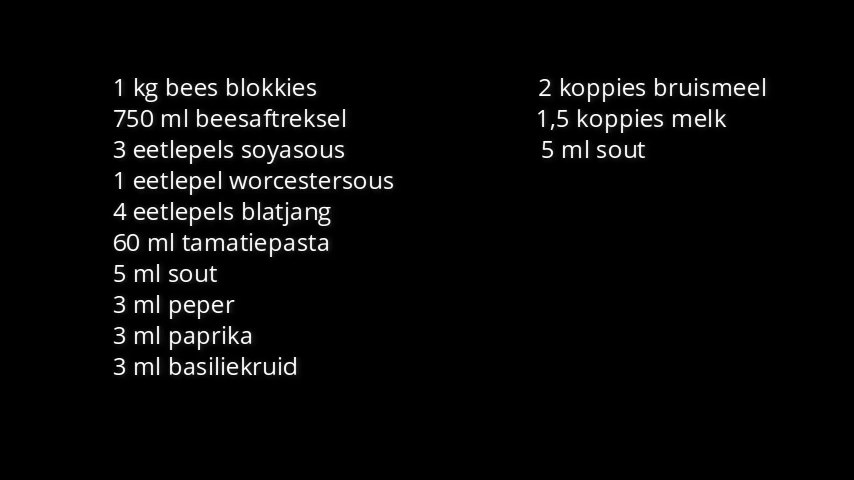 1 kg bees blokkies
750 ml beesaftreksel
3 eetlepels soyasous
1 eetlepel worcestersous
4 eetlepels blatjang
60 ml tamatiepasta
5 ml sout
3 ml peper
3 ml paprika
3 ml basiliekruid
2 koppies bruismeel
1,5 koppies melk
5 ml sout